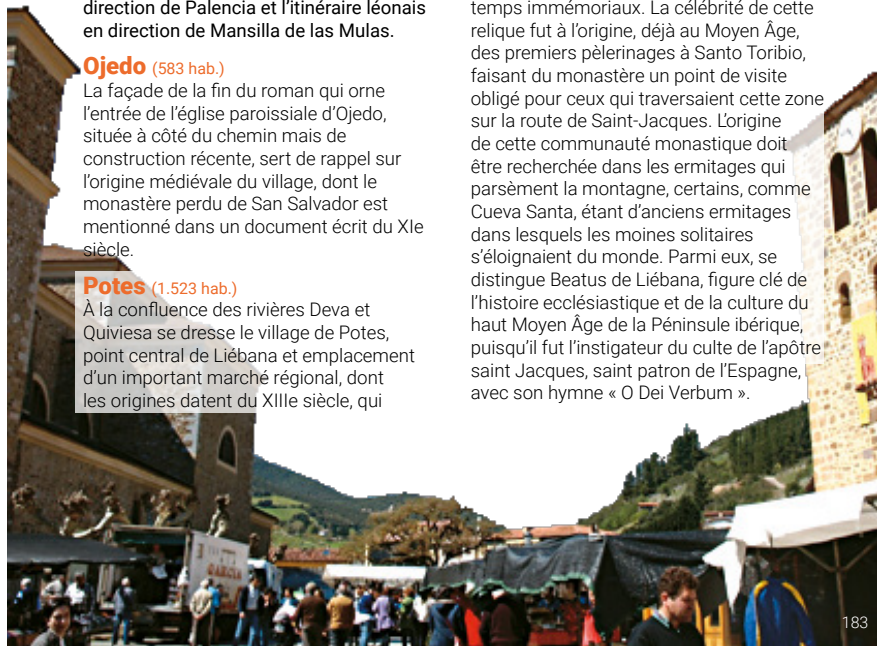 direction de Palencia et l'itinéraire léonais
en direction de Mansilla de las Mulas.
Ojedo (583 hab.)
La façade de la fin du roman qui orne
l'entrée de l'église paroissiale d'Ojedo,
située à côté du chemin mais de
construction récente, sert de rappel sur
l'origine médiévale du village, dont le
monastère perdu de San Salvador est
mentionné dans un document écrit du XIe
siècle.
Potes (1.523 hab.)
À la confluence des rivières Deva et
Quiviesa se dresse le village de Potes,
point central de Liébana et emplacement
d'un important marché régional, dont
les origines datent du XIIIe siècle, qui
temps immémoriaux. La célébrité de cette
relique fut à l'origine, déjà au Moyen Âge,
des premiers pèlerinages à Santo Toribio,
faisant du monastère un point de visite
obligé pour ceux qui traversaient cette zone
sur la route de Saint-Jacques. L'origine
de cette communauté monastique doit
être recherchée dans les ermitages qui
parsèment la montagne, certains, comme
Cueva Santa, étant d'anciens ermitages
dans lesquels les moines solitaires
s'éloignaient du monde. Parmi eux, se
distingue Beatus de Liébana, figure clé de
l'histoire ecclésiastique et de la culture du
haut Moyen Âge de la Péninsule ibérique,
puisqu'il fut l'instigateur du culte de l'apôtre
saint Jacques, saint patron de l'Espagne,
avec son hymne « O Dei Verbum ».
GARCIA
183